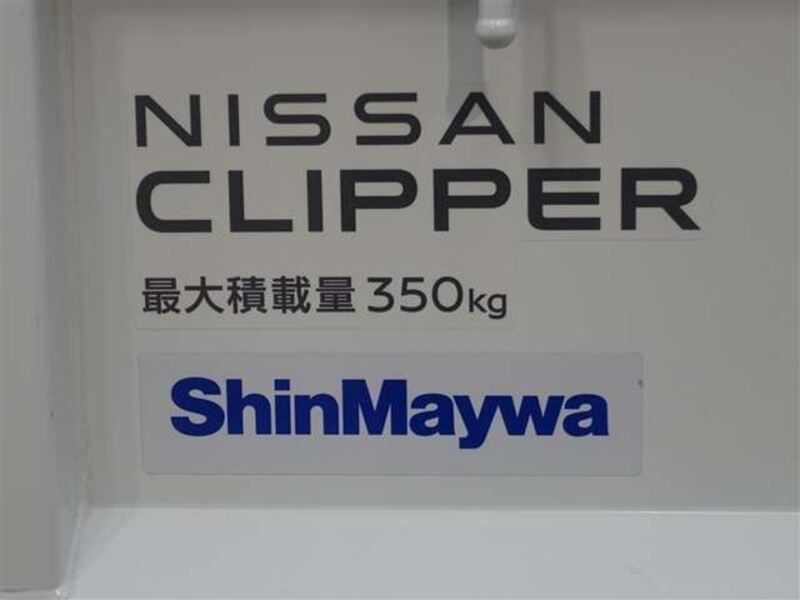 NISSAN
CLIPPER
最大積載量 350kg
ShinMaywa